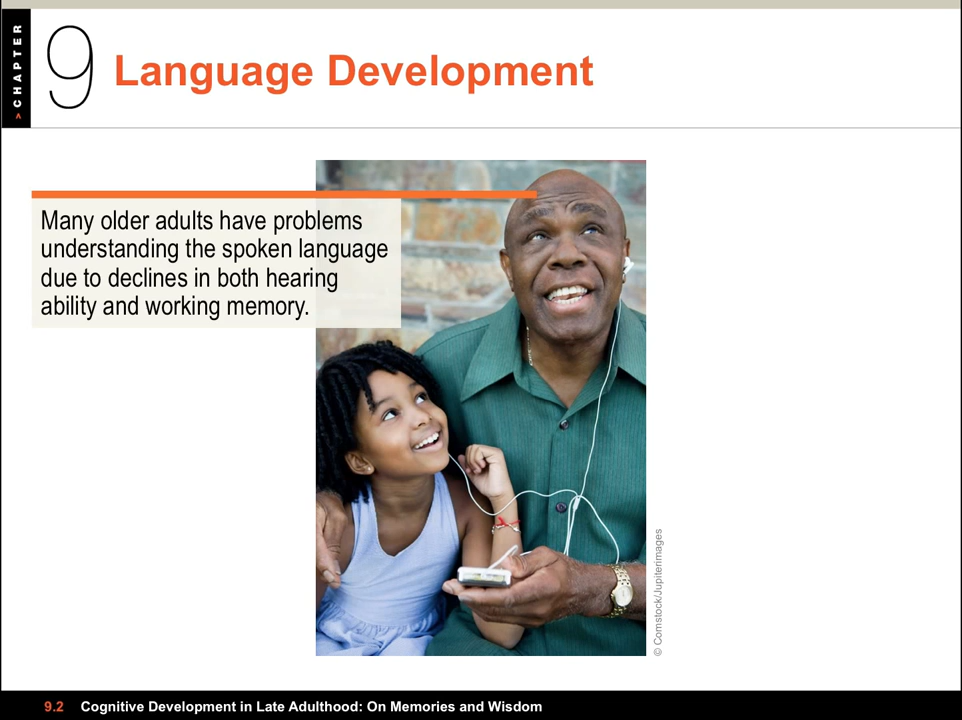 > CHAPTER
9
Language Development
Many older adults have problems
understanding the spoken language
due to declines in both hearing
ability and working memory.
© Comstock/Jupiterimages
9.2 Cognitive Development in Late Adulthood: On Memories and Wisdom